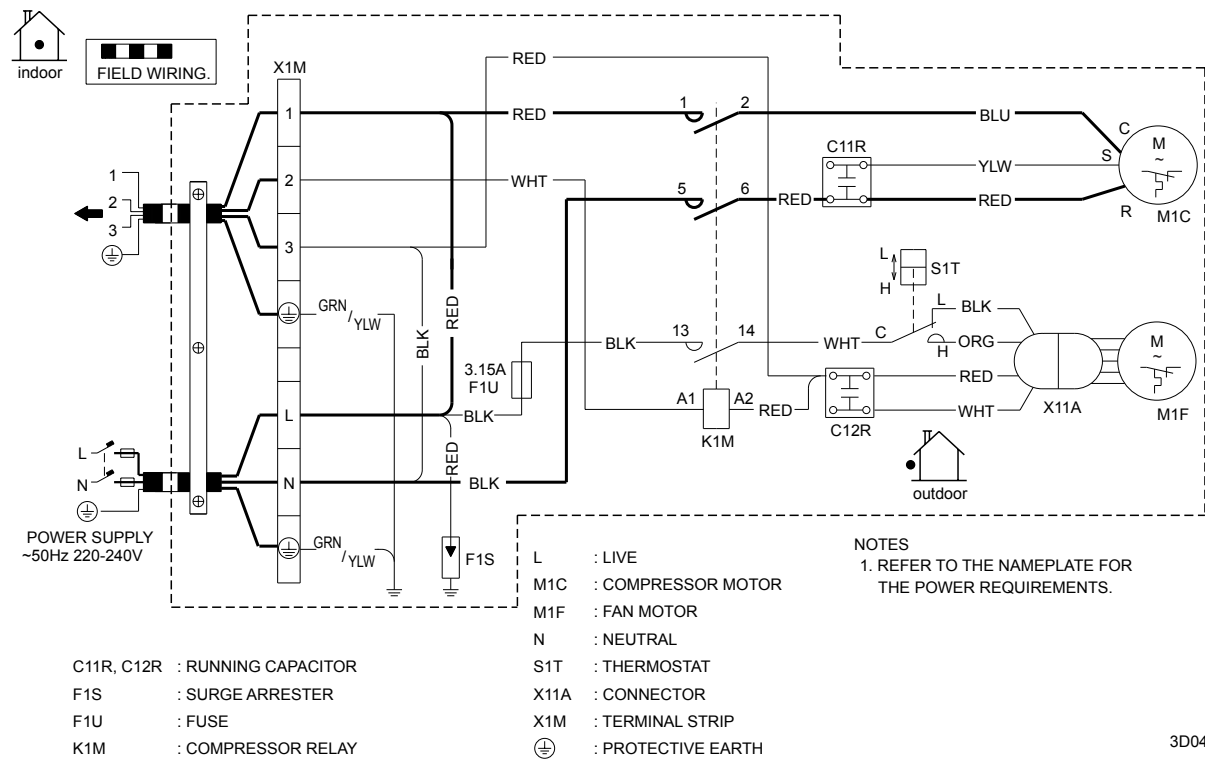 indoor
FIELD WIRING.
X1M
RED
1
RED
1
2
BLU
C
M
~
S
C11R
YLW
1
2
3
2
WHT
5
6
RED
RED
R
M1C
3
L
H
S1T
GRN
/YLW
BLK
RED
13
14
BLK
WHT
C
L
BLK
H
ORG
M
~
3.15A
F1U
RED
L
BLK
A1
A2
RED
K1M
C12R
WHT
X11A
M1F
L
N
N
RED
BLK
outdoor
POWER SUPPLY
~50Hz 220-240V
GRN
/YLW
F1S
NOTES
1. REFER TO THE NAMEPLATE FOR
THE POWER REQUIREMENTS.
L : LIVE
M1C : COMPRESSOR MOTOR
M1F : FAN MOTOR
N : NEUTRAL
S1T : THERMOSTAT
X11A : CONNECTOR
X1M : TERMINAL STRIP
: PROTECTIVE EARTH
C11R, C12R : RUNNING CAPACITOR
F1S : SURGE ARRESTER
F1U : FUSE
K1M : COMPRESSOR RELAY
3D04